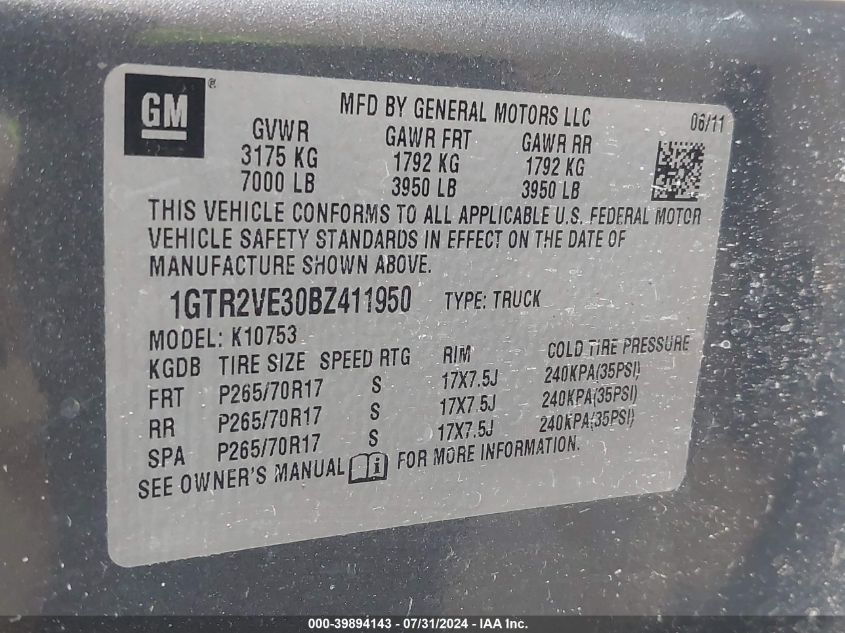 GM ®
MFD BY GENERAL MOTORS LLC 06/11
GVWR GAWR FRT GAWR RR
3175 KG 1792 KG 1792 KG
7000 LB 3950 LB 3950 LB
THIS VEHICLE CONFORMS TO ALL APPLICABLE U.S. FEDERAL MOTOR
VEHICLE SAFETY STANDARDS IN EFFECT ON THE DATE OF
MANUFACTURE SHOWN ABOVE.
1GTR2VE30BZ411950 TYPE: TRUCK
MODEL: K10753
KGDB TIRE SIZE SPEED RTG RIM COLD TIRE PRESSURE
FRT P265/70R17 S 17X7.5J 240KPA(35PSI)
RR P265/70R17 S 17X7.5J 240KPA(35PSI)
SPA P265/70R17 S 17X7.5J 240KPA(35PSI)
SEE OWNER'S MANUAL FOR MORE INFORMATION.
000-39894143 - 07/31/2024 - IAA Inc.